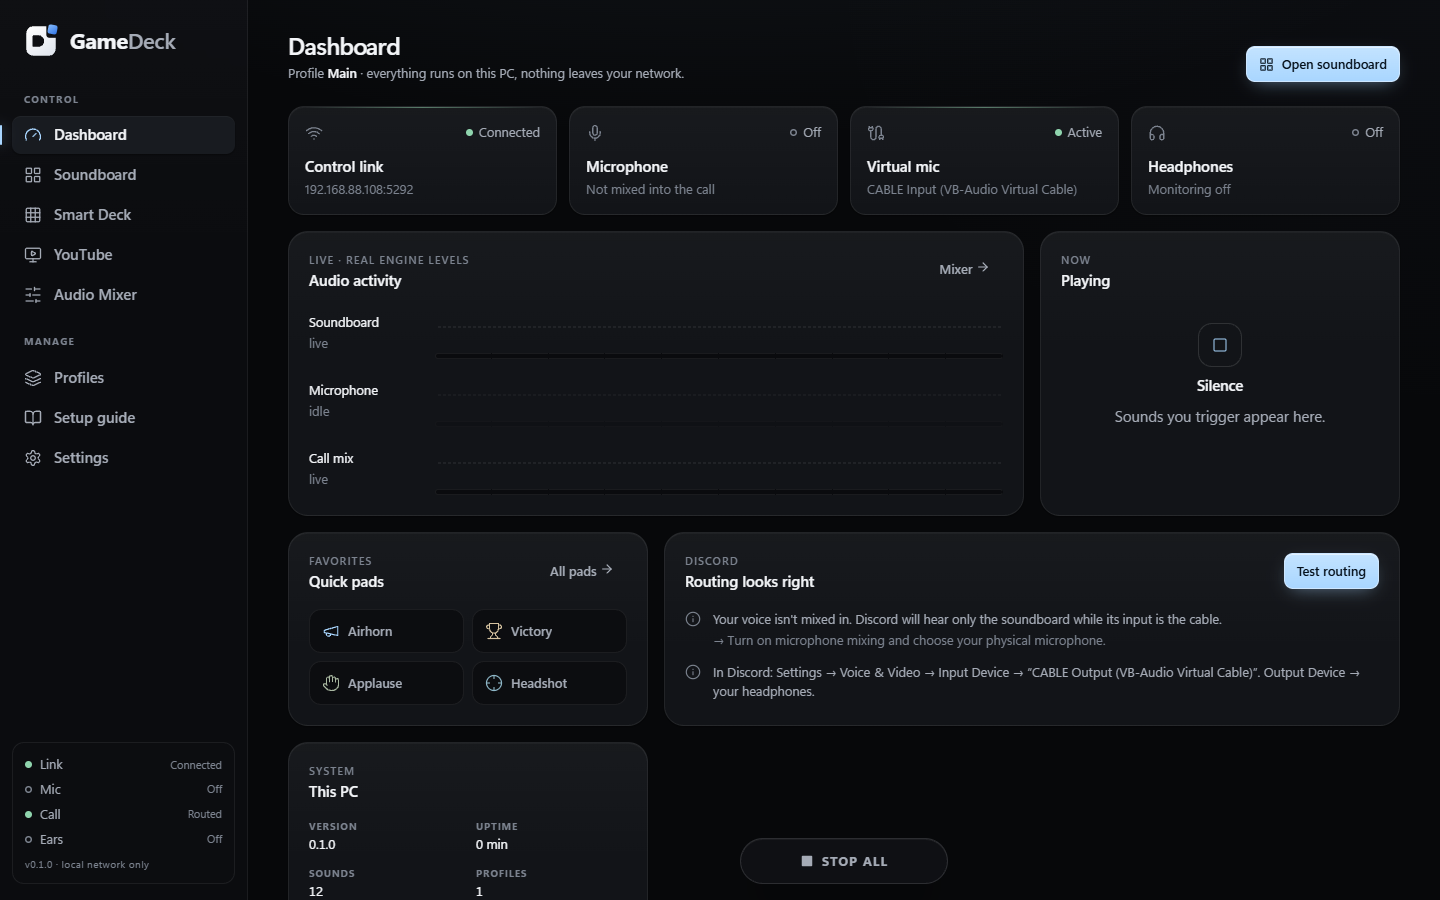 GameDeck
CONTROL
Dashboard
Soundboard
Smart Deck
YouTube
Audio Mixer
MANAGE
Profiles
Setup guide
Settings
Link Connected
Mic Off
Call Routed
Ears Off
v0.1.0 · local network only
Dashboard
Profile Main · everything runs on this PC, nothing leaves your network.
Open soundboard
Connected
Control link
192.168.88.108:5292
Off
Microphone
Not mixed into the call
Active
Virtual mic
CABLE Input (VB-Audio Virtual Cable)
Off
Headphones
Monitoring off
LIVE · REAL ENGINE LEVELS
Audio activity
Mixer →
Soundboard
live
Microphone
idle
Call mix
live
NOW
Playing
Silence
Sounds you trigger appear here.
FAVORITES
Quick pads
All pads →
Airhorn
Victory
Applause
Headshot
DISCORD
Routing looks right
Test routing
Your voice isn't mixed in. Discord will hear only the soundboard while its input is the cable.
→ Turn on microphone mixing and choose your physical microphone.
In Discord: Settings → Voice & Video → Input Device → “CABLE Output (VB-Audio Virtual Cable)”. Output Device →
your headphones.
SYSTEM
This PC
VERSION UPTIME
0.1.0 0 min
SOUNDS PROFILES
12 1
STOP ALL